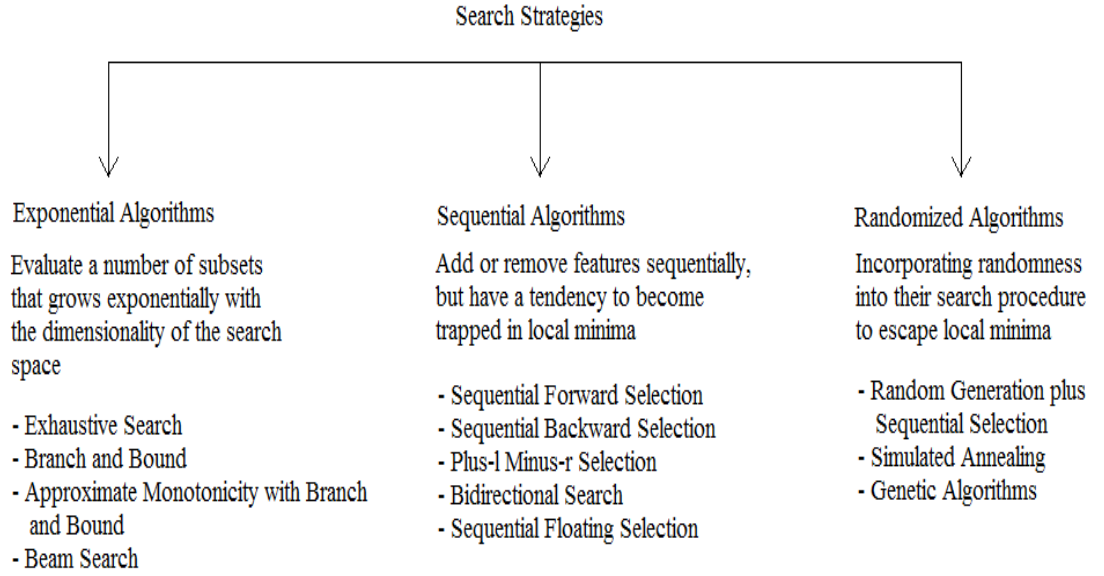 Search Strategies
Exponential Algorithms
Evaluate a number of subsets
that grows exponentially with
the dimensionality of the search
space
- Exhaustive Search
- Branch and Bound
- Approximate Monotonicity with Branch
and Bound
- Beam Search
Sequential Algorithms
Add or remove features sequentially,
but have a tendency to become
trapped in local minima
- Sequential Forward Selection
- Sequential Backward Selection
- Plus-l Minus-r Selection
- Bidirectional Search
- Sequential Floating Selection
Randomized Algorithms
Incorporating randomness
into their search procedure
to escape local minima
- Random Generation plus
Sequential Selection
- Simulated Annealing
- Genetic Algorithms